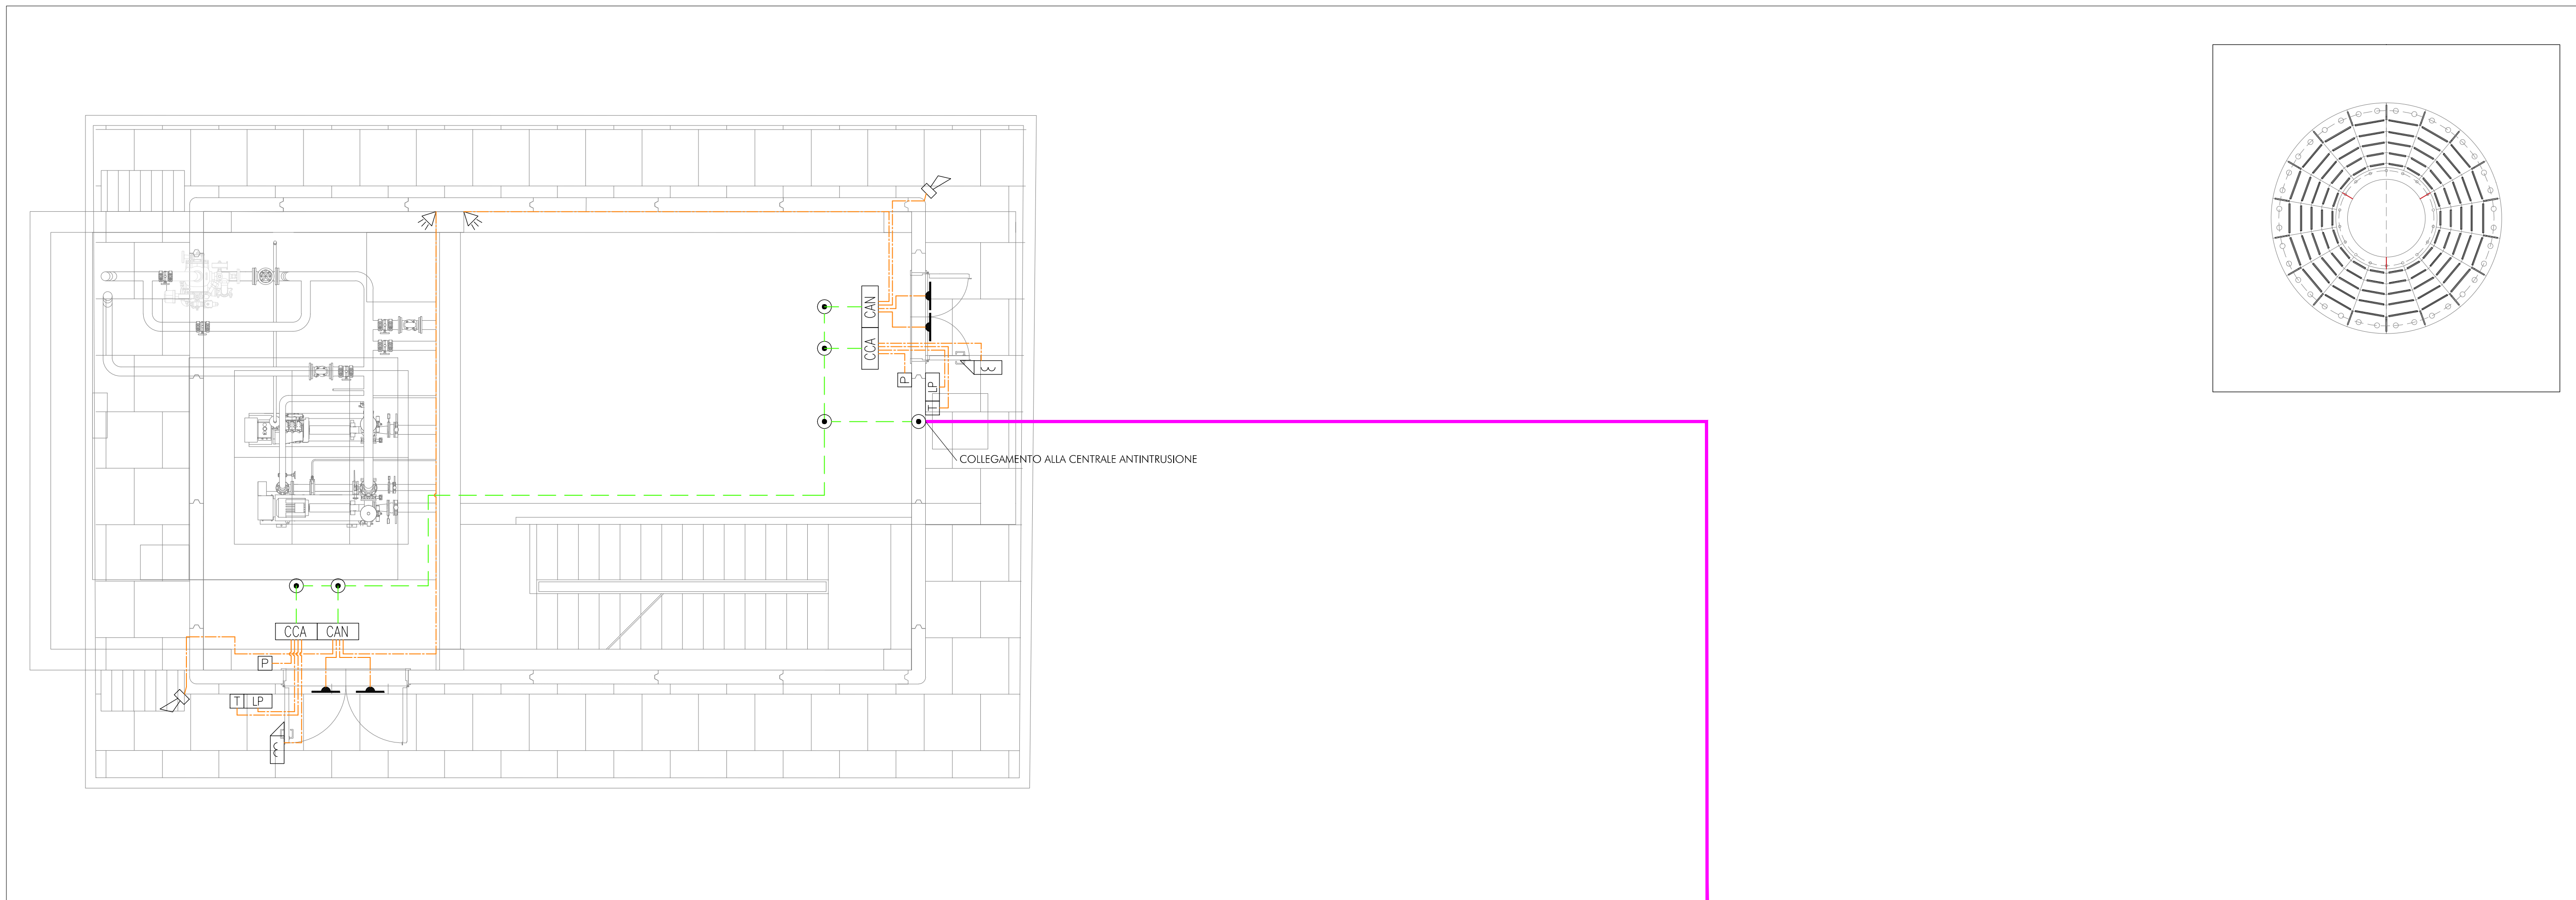 CAN
CCA
P
LP
T
COLLEGAMENTO ALLA CENTRALE ANTINTRUSIONE
CCA CAN
P
T LP